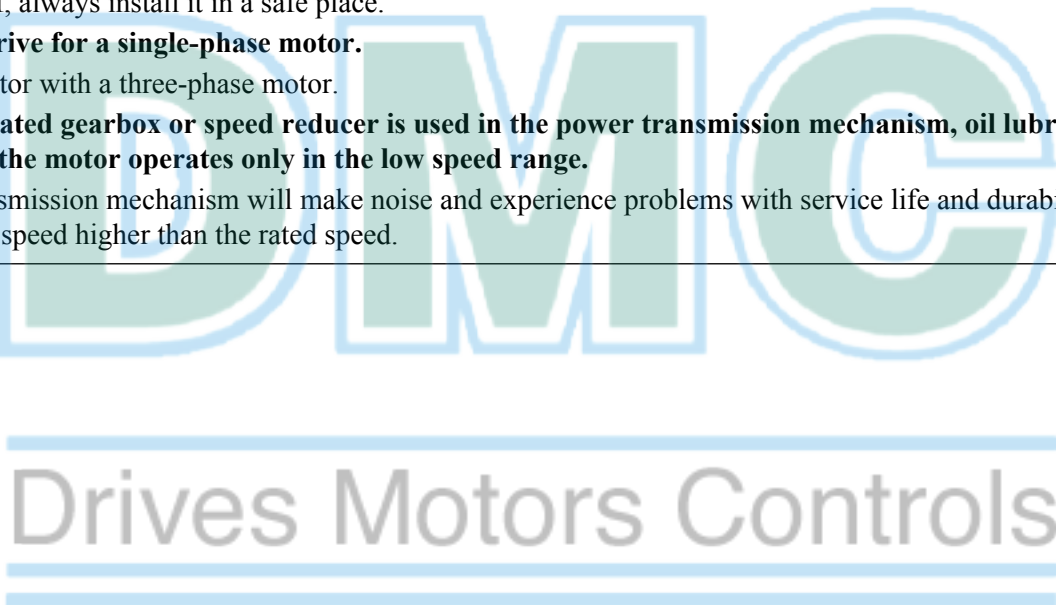 , always install it in a safe place.
rive for a single-phase motor.
tor with a three-phase motor.
ated gearbox or speed reducer is used in the power transmission mechanism, oil lubr
the motor operates only in the low speed range.
smission mechanism will make noise and experience problems with service life and durabi
speed higher than the rated speed.
DMC
Drives Motors Controls